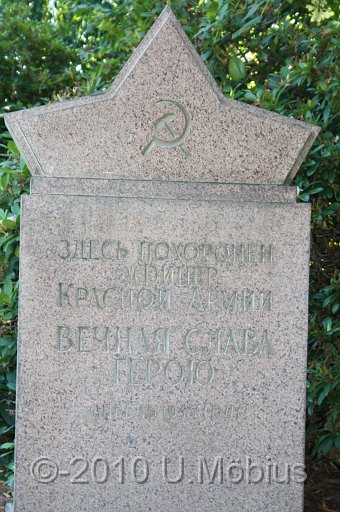 ЗДЕСЬ ПОХОРОНЕН
ОФИЦЕР
КРАСНОЙ АРМИИ
ВЕЧНАЯ СЛАВА
ГЕРОЮ
©-2010 U.Möbius